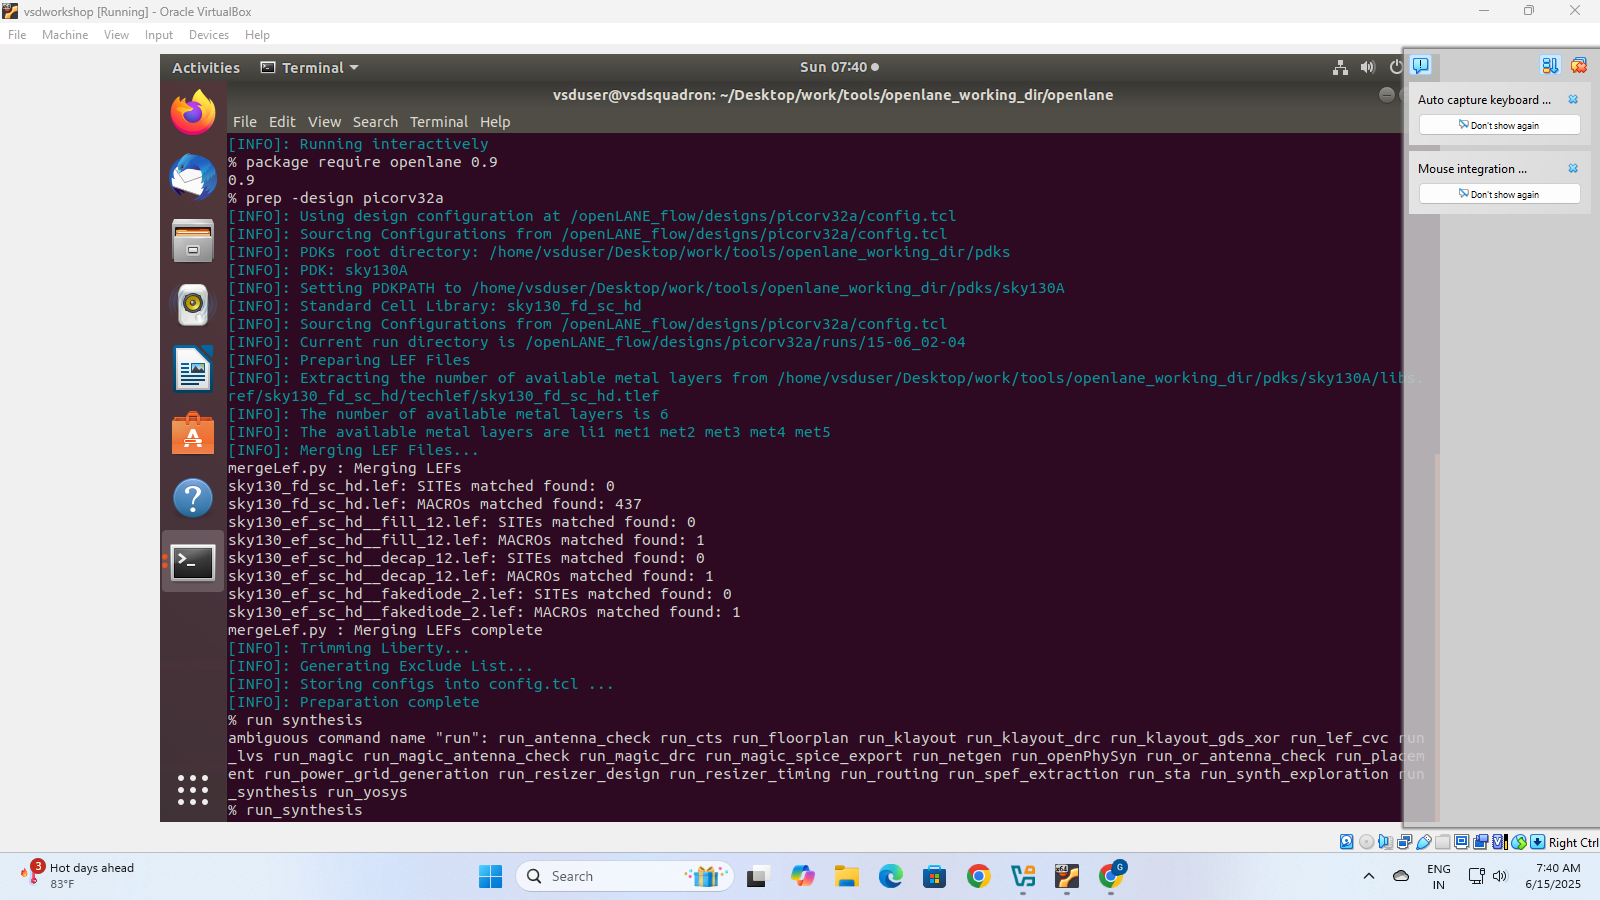 vsdworkshop [Running] - Oracle VirtualBox
File Machine View Input Devices Help
Activities Terminal Sun 07:40
vsduser@vsdsquadron: ~/Desktop/work/tools/openlane_working_dir/openlane
File Edit View Search Terminal Help
[INFO]: Running interactively
% package require openlane 0.9
0.9
% prep -design picorv32a
[INFO]: Using design configuration at /openLANE_flow/designs/picorv32a/config.tcl
[INFO]: Sourcing Configurations from /openLANE_flow/designs/picorv32a/config.tcl
[INFO]: PDKs root directory: /home/vsduser/Desktop/work/tools/openlane_working_dir/pdks
[INFO]: PDK: sky130A
[INFO]: Setting PDKPATH to /home/vsduser/Desktop/work/tools/openlane_working_dir/pdks/sky130A
[INFO]: Standard Cell Library: sky130_fd_sc_hd
[INFO]: Sourcing Configurations from /openLANE_flow/designs/picorv32a/config.tcl
[INFO]: Current run directory is /openLANE_flow/designs/picorv32a/runs/15-06_02-04
[INFO]: Preparing LEF Files
[INFO]: Extracting the number of available metal layers from /home/vsduser/Desktop/work/tools/openlane_working_dir/pdks/sky130A/libs.
ref/sky130_fd_sc_hd/techlef/sky130_fd_sc_hd.tlef
[INFO]: The number of available metal layers is 6
[INFO]: The available metal layers are li1 met1 met2 met3 met4 met5
[INFO]: Merging LEF Files...
mergeLef.py : Merging LEFs
sky130_fd_sc_hd.lef: SITEs matched found: 0
sky130_fd_sc_hd.lef: MACROs matched found: 437
sky130_ef_sc_hd__fill_12.lef: SITEs matched found: 0
sky130_ef_sc_hd__fill_12.lef: MACROs matched found: 1
sky130_ef_sc_hd__decap_12.lef: SITEs matched found: 0
sky130_ef_sc_hd__decap_12.lef: MACROs matched found: 1
sky130_ef_sc_hd__fakediode_2.lef: SITEs matched found: 0
sky130_ef_sc_hd__fakediode_2.lef: MACROs matched found: 1
mergeLef.py : Merging LEFs complete
[INFO]: Trimming Liberty...
[INFO]: Generating Exclude List...
[INFO]: Storing configs into config.tcl ...
[INFO]: Preparation complete
% run synthesis
ambiguous command name "run": run_antenna_check run_cts run_floorplan run_klayout run_klayout_drc run_klayout_gds_xor run_lef_cvc run
_lvs run_magic run_magic_antenna_check run_magic_drc run_magic_spice_export run_netgen run_openPhySyn run_or_antenna_check run_placem
ent run_power_grid_generation run_resizer_design run_resizer_timing run_routing run_spef_extraction run_sta run_synth_exploration run
_synthesis run_yosys
% run_synthesis
Auto capture keyboard ...
Don't show again
Mouse integration ...
Don't show again
Right Ctrl
3
Hot days ahead
83°F
Search
G
ENG
IN
7:40 AM
6/15/2025